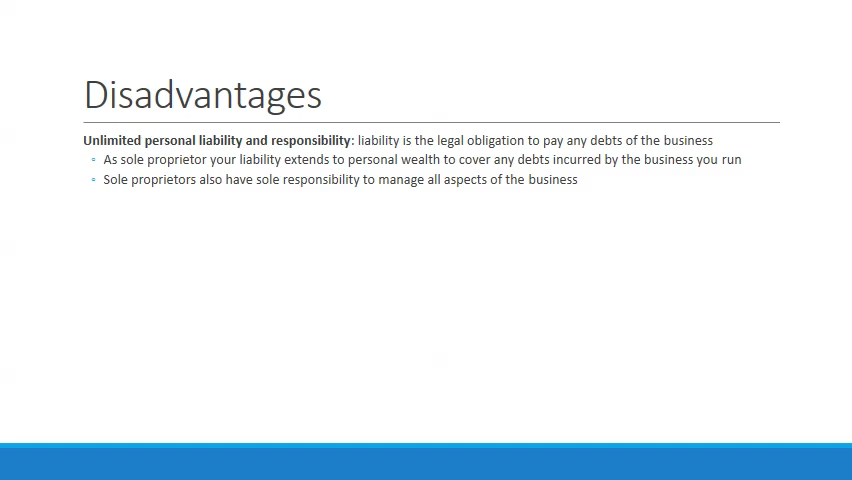 Disadvantages
Unlimited personal liability and responsibility: liability is the legal obligation to pay any debts of the business
◦ As sole proprietor your liability extends to personal wealth to cover any debts incurred by the business you run
◦ Sole proprietors also have sole responsibility to manage all aspects of the business